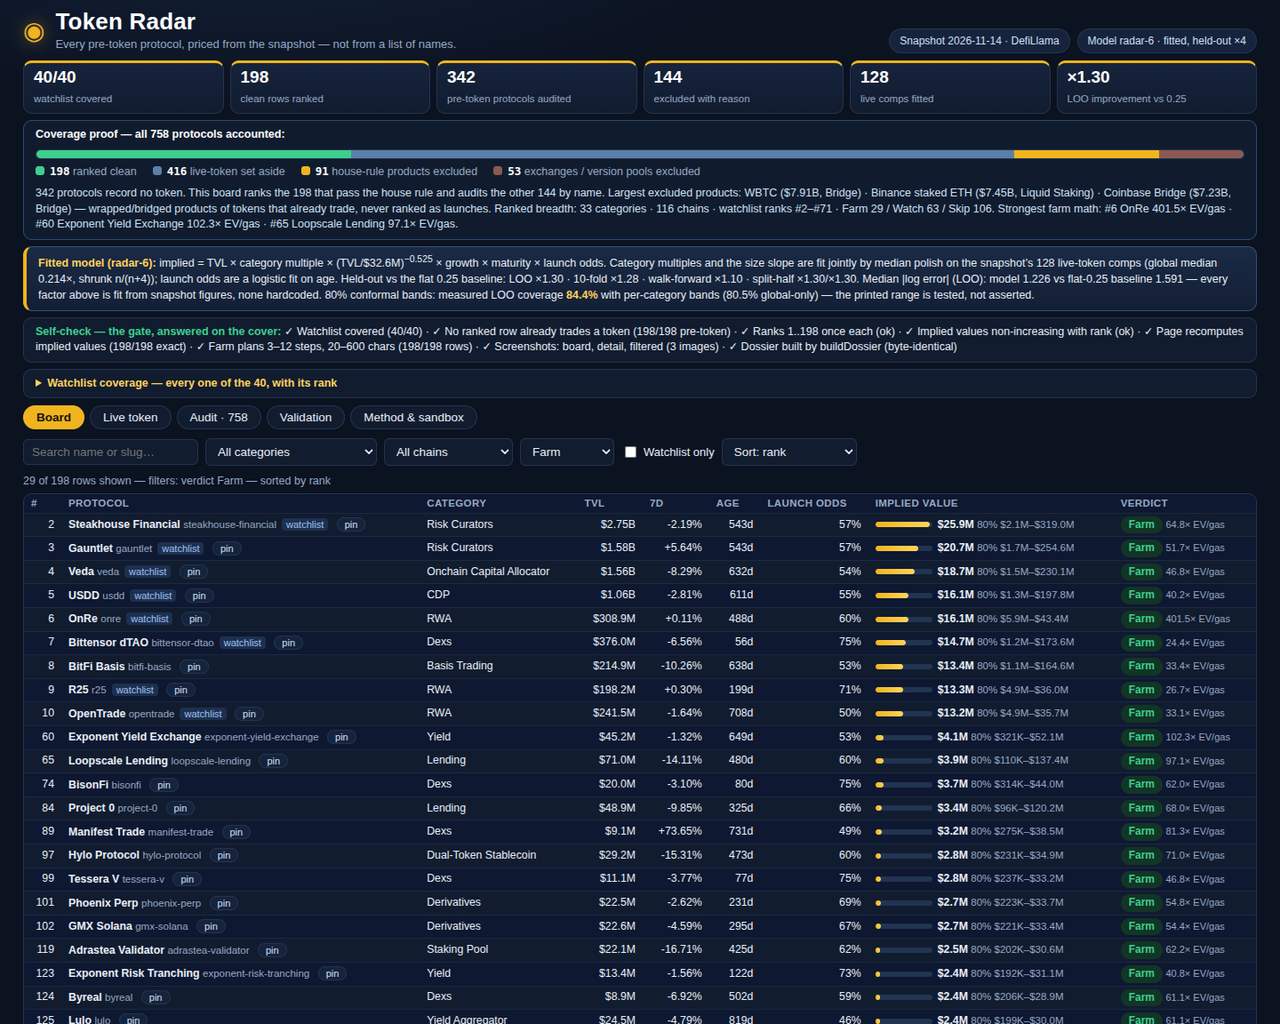 Token Radar
Every pre-token protocol, priced from the snapshot — not from a list of names.
Snapshot 2026-11-14 · DefiLlama
Model radar-6 · fitted, held-out ×4
40/40
watchlist covered
198
clean rows ranked
342
pre-token protocols audited
144
excluded with reason
128
live comps fitted
×1.30
LOO improvement vs 0.25
Coverage proof — all 758 protocols accounted:
198 ranked clean 416 live-token set aside 91 house-rule products excluded 53 exchanges / version pools excluded
342 protocols record no token. This board ranks the 198 that pass the house rule and audits the other 144 by name. Largest excluded products: WBTC ($7.91B, Bridge) · Binance staked ETH ($7.45B, Liquid Staking) · Coinbase Bridge ($7.23B,
Bridge) — wrapped/bridged products of tokens that already trade, never ranked as launches. Ranked breadth: 33 categories · 116 chains · watchlist ranks #2–#71 · Farm 29 / Watch 63 / Skip 106. Strongest farm math: #6 OnRe 401.5× EV/gas ·
#60 Exponent Yield Exchange 102.3× EV/gas · #65 Loopscale Lending 97.1× EV/gas.
Fitted model (radar-6): implied = TVL × category multiple × (TVL/$32.6M)−0.525 × growth × maturity × launch odds. Category multiples and the size slope are fit jointly by median polish on the snapshot's 128 live-token comps (global median
0.214×, shrunk n/(n+4)); launch odds are a logistic fit on age. Held-out vs the flat 0.25 baseline: LOO ×1.30 · 10-fold ×1.28 · walk-forward ×1.10 · split-half ×1.30/×1.30. Median |log error| (LOO): model 1.226 vs flat-0.25 baseline 1.591 — every
factor above is fit from snapshot figures, none hardcoded. 80% conformal bands: measured LOO coverage 84.4% with per-category bands (80.5% global-only) — the printed range is tested, not asserted.
Self-check — the gate, answered on the cover: ✓ Watchlist covered (40/40) · ✓ No ranked row already trades a token (198/198 pre-token) · ✓ Ranks 1..198 once each (ok) · ✓ Implied values non-increasing with rank (ok) · ✓ Page recomputes
implied values (198/198 exact) · ✓ Farm plans 3–12 steps, 20–600 chars (198/198 rows) · ✓ Screenshots: board, detail, filtered (3 images) · ✓ Dossier built by buildDossier (byte-identical)
▶ Watchlist coverage — every one of the 40, with its rank
Board Live token Audit · 758 Validation Method & sandbox
Search name or slug… All categories All chains Farm Watchlist only Sort: rank
29 of 198 rows shown — filters: verdict Farm — sorted by rank
# PROTOCOL CATEGORY TVL 7D AGE LAUNCH ODDS IMPLIED VALUE VERDICT
2 Steakhouse Financial steakhouse-financial watchlist pin Risk Curators $2.75B -2.19% 543d 57% $25.9M 80% $2.1M–$319.0M Farm 64.8× EV/gas
3 Gauntlet gauntlet watchlist pin Risk Curators $1.58B +5.64% 543d 57% $20.7M 80% $1.7M–$254.6M Farm 51.7× EV/gas
4 Veda veda watchlist pin Onchain Capital Allocator $1.56B -8.29% 632d 54% $18.7M 80% $1.5M–$230.1M Farm 46.8× EV/gas
5 USDD usdd watchlist pin CDP $1.06B -2.81% 611d 55% $16.1M 80% $1.3M–$197.8M Farm 40.2× EV/gas
6 OnRe onre watchlist pin RWA $308.9M +0.11% 488d 60% $16.1M 80% $5.9M–$43.4M Farm 401.5× EV/gas
7 Bittensor dTAO bittensor-dtao watchlist pin Dexs $376.0M -6.56% 56d 75% $14.7M 80% $1.2M–$173.6M Farm 24.4× EV/gas
8 BitFi Basis bitfi-basis pin Basis Trading $214.9M -10.26% 638d 53% $13.4M 80% $1.1M–$164.6M Farm 33.4× EV/gas
9 R25 r25 watchlist pin RWA $198.2M +0.30% 199d 71% $13.3M 80% $4.9M–$36.0M Farm 26.7× EV/gas
10 OpenTrade opentrade watchlist pin RWA $241.5M -1.64% 708d 50% $13.2M 80% $4.9M–$35.7M Farm 33.1× EV/gas
60 Exponent Yield Exchange exponent-yield-exchange pin Yield $45.2M -1.32% 649d 53% $4.1M 80% $321K–$52.1M Farm 102.3× EV/gas
65 Loopscale Lending loopscale-lending pin Lending $71.0M -14.11% 480d 60% $3.9M 80% $110K–$137.4M Farm 97.1× EV/gas
74 BisonFi bisonfi pin Dexs $20.0M -3.10% 80d 75% $3.7M 80% $314K–$44.0M Farm 62.0× EV/gas
84 Project 0 project-0 pin Lending $48.9M -9.85% 325d 66% $3.4M 80% $96K–$120.2M Farm 68.0× EV/gas
89 Manifest Trade manifest-trade pin Dexs $9.1M +73.65% 731d 49% $3.2M 80% $275K–$38.5M Farm 81.3× EV/gas
97 Hylo Protocol hylo-protocol pin Dual-Token Stablecoin $29.2M -15.31% 473d 60% $2.8M 80% $231K–$34.9M Farm 71.0× EV/gas
99 Tessera V tessera-v pin Dexs $11.1M -3.77% 77d 75% $2.8M 80% $237K–$33.2M Farm 46.8× EV/gas
101 Phoenix Perp phoenix-perp pin Derivatives $22.5M -2.62% 231d 69% $2.7M 80% $223K–$33.7M Farm 54.8× EV/gas
102 GMX Solana gmx-solana pin Derivatives $22.6M -4.59% 295d 67% $2.7M 80% $221K–$33.4M Farm 54.4× EV/gas
119 Adrastea Validator adrastea-validator pin Staking Pool $22.1M -16.71% 425d 62% $2.5M 80% $202K–$30.6M Farm 62.2× EV/gas
123 Exponent Risk Tranching exponent-risk-tranching pin Yield $13.4M -1.56% 122d 73% $2.4M 80% $192K–$31.1M Farm 40.8× EV/gas
124 Byreal byreal pin Dexs $8.9M -6.92% 502d 59% $2.4M 80% $206K–$28.9M Farm 61.1× EV/gas
125 Lulo lulo pin Yield Aggregator $24.5M -4.79% 819d 46% $2.4M 80% $199K–$30.0M Farm 61.1× EV/gas